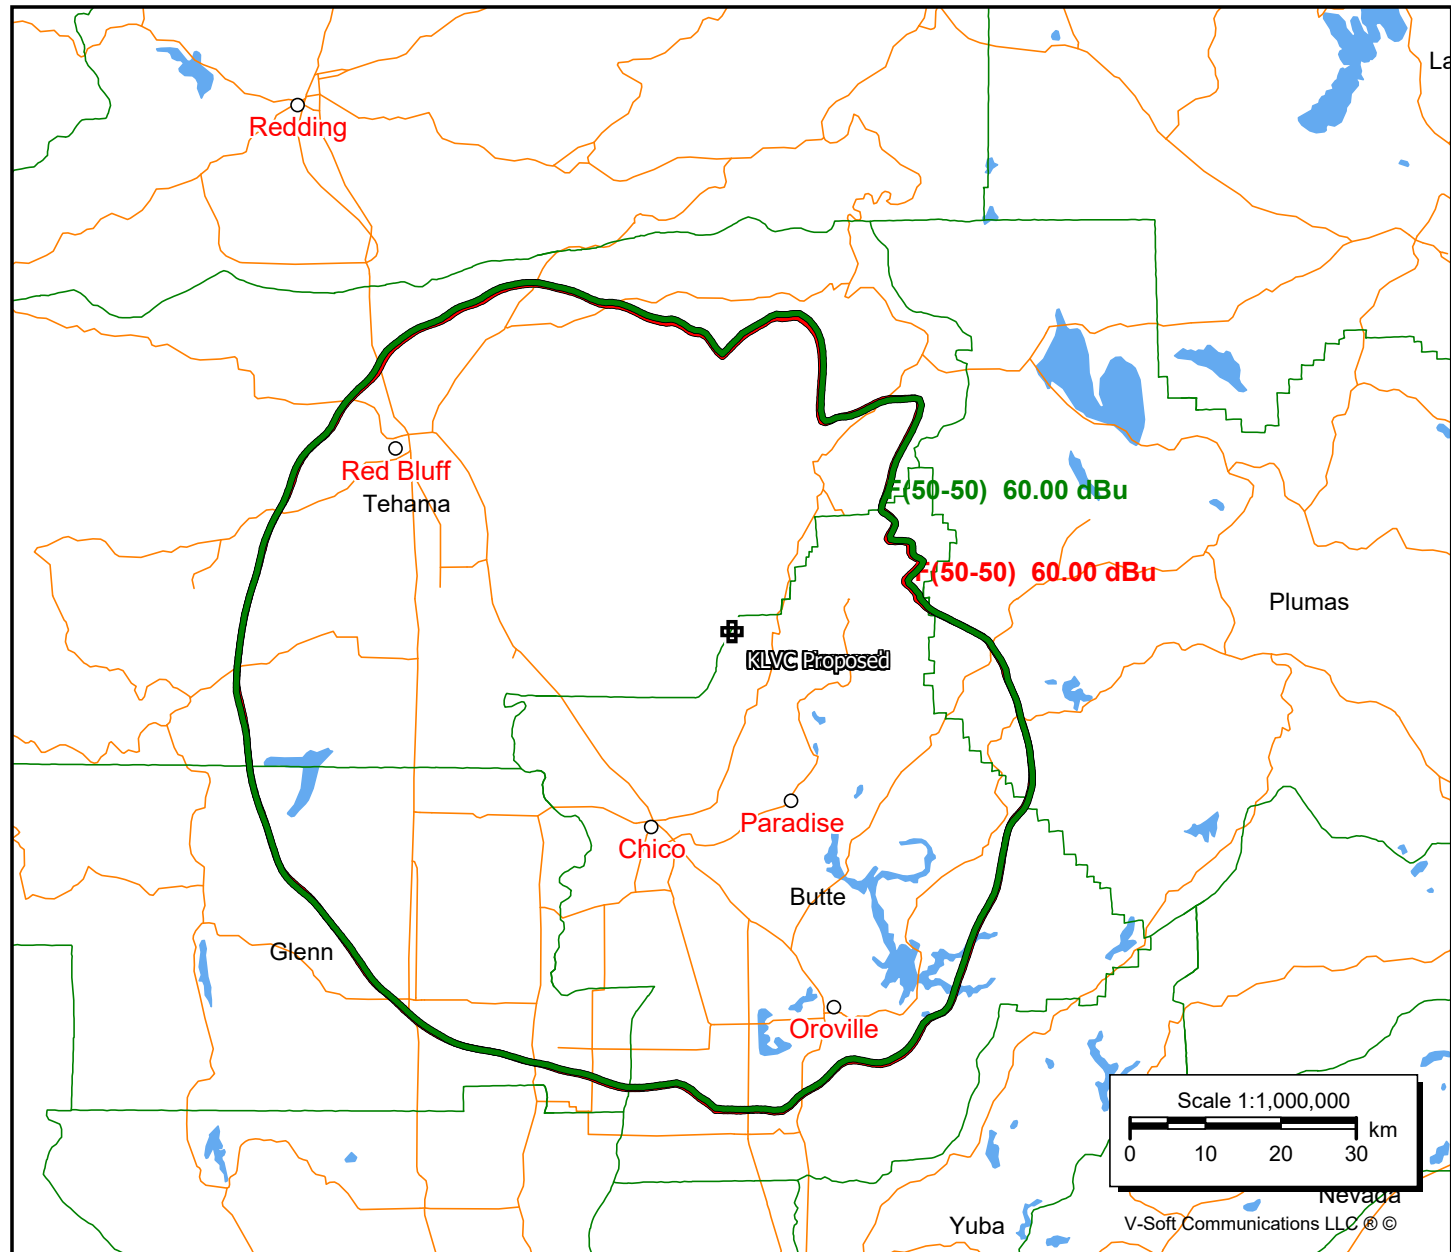 La
Redding
Red Bluff
Tehama
F(50-50) 60.00 dBu
F(50-50) 60.00 dBu
Plumas
KLVC Proposed
Paradise
Chico
Butte
Glenn
Oroville
Scale 1:1,000,000
km
0 10 20 30
Nevada
Yuba
V-Soft Communications LLC ® ©